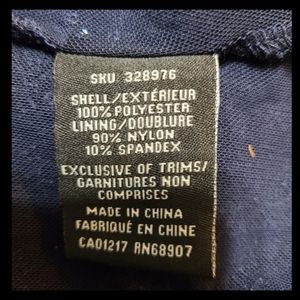 SKU 328976
SHELL/EXTÉRIEUR
100% POLYESTER
LINING/DOUBLURE
90% NYLON
10% SPANDEX
EXCLUSIVE OF TRIMS/
GARNITURES NON
COMPRISES
MADE IN CHINA
FABRIQUÉ EN CHINE
CA01217 RN68907